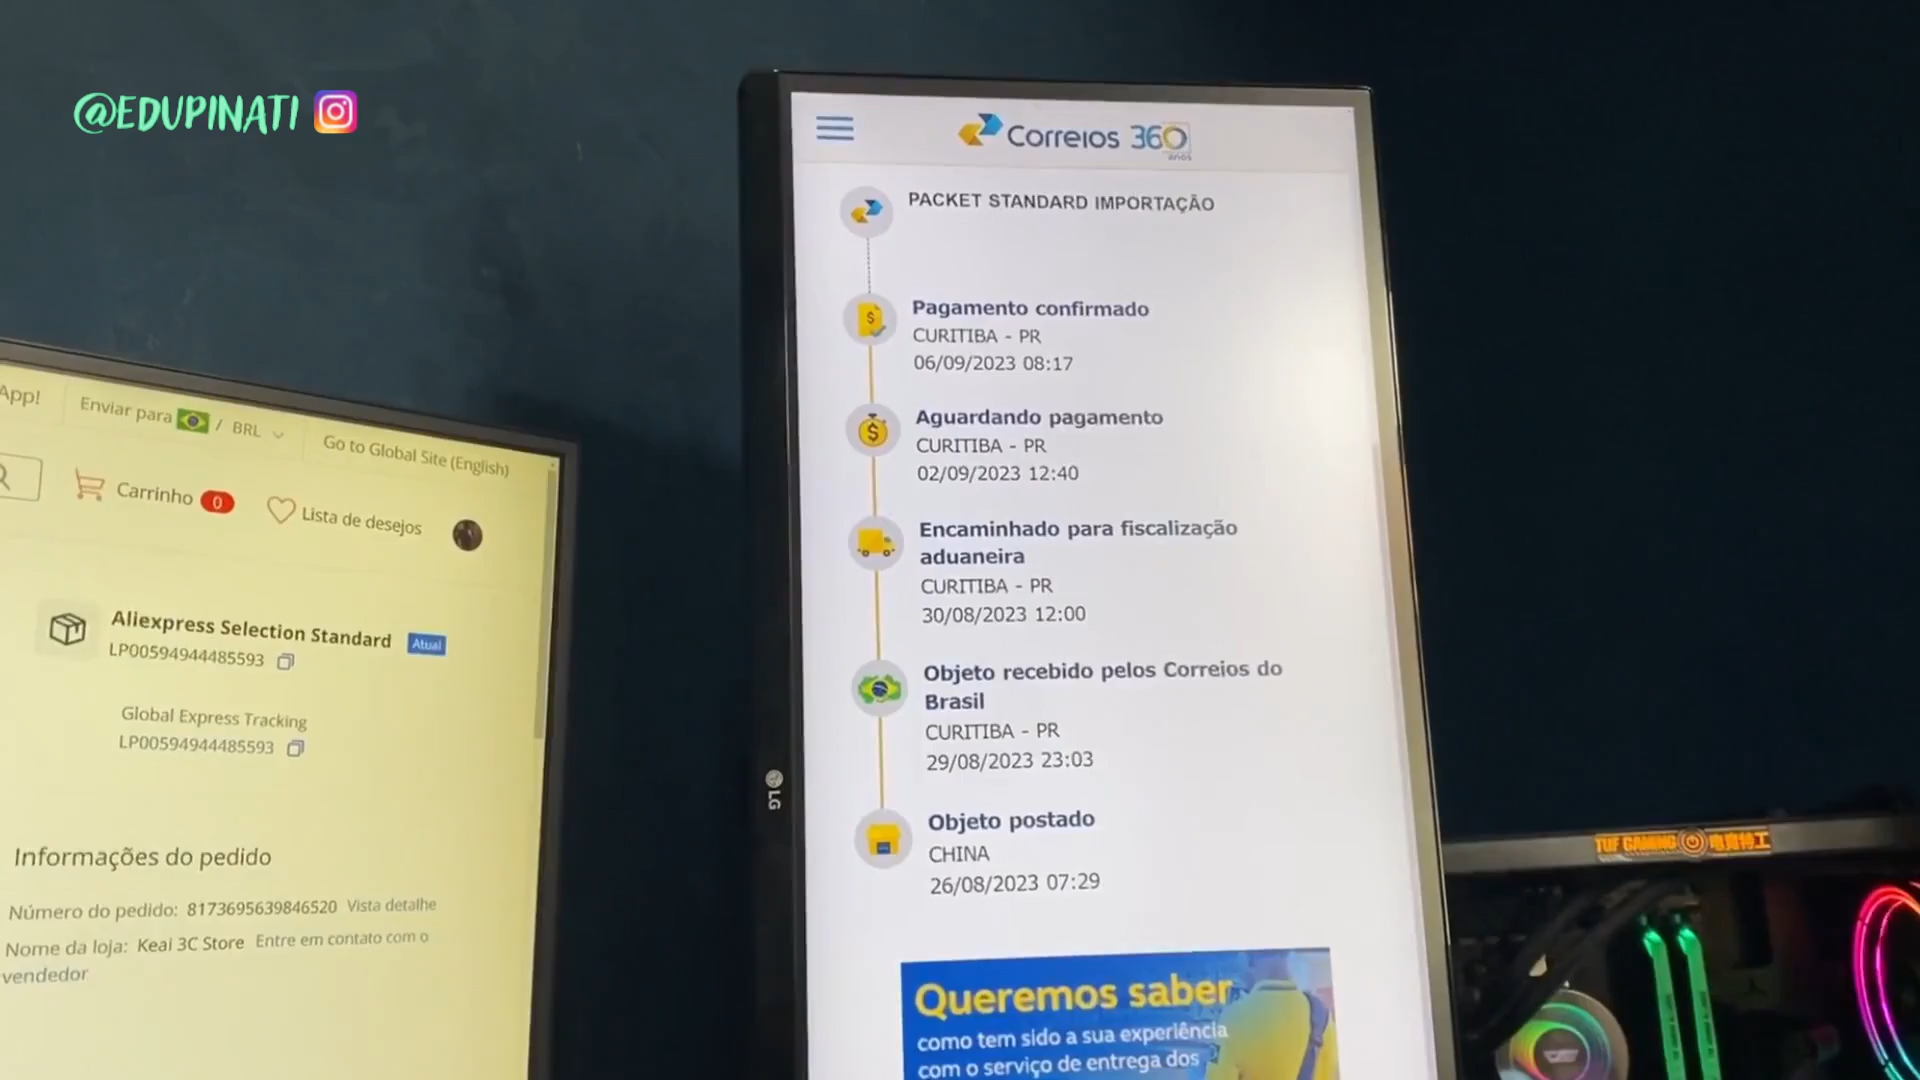 @EDUPINATI
App!
Enviar para / BRL
Go to Global Site (English)
Carrinho 0
Lista de desejos
Aliexpress Selection Standard Atual
LP00594944485593
Global Express Tracking
LP00594944485593
Informações do pedido
Número do pedido: 8173695639846520 Vista detalhe
Nome da loja: Keai 3C Store Entre em contato com o
vendedor
LG
Correios 360
anos
PACKET STANDARD IMPORTAÇÃO
Pagamento confirmado
CURITIBA - PR
06/09/2023 08:17
Aguardando pagamento
CURITIBA - PR
02/09/2023 12:40
Encaminhado para fiscalização
aduaneira
CURITIBA - PR
30/08/2023 12:00
Objeto recebido pelos Correios do
Brasil
CURITIBA - PR
29/08/2023 23:03
Objeto postado
CHINA
26/08/2023 07:29
Queremos saber
como tem sido a sua experiência
com o serviço de entrega dos
TUF GAMING 电竞特工